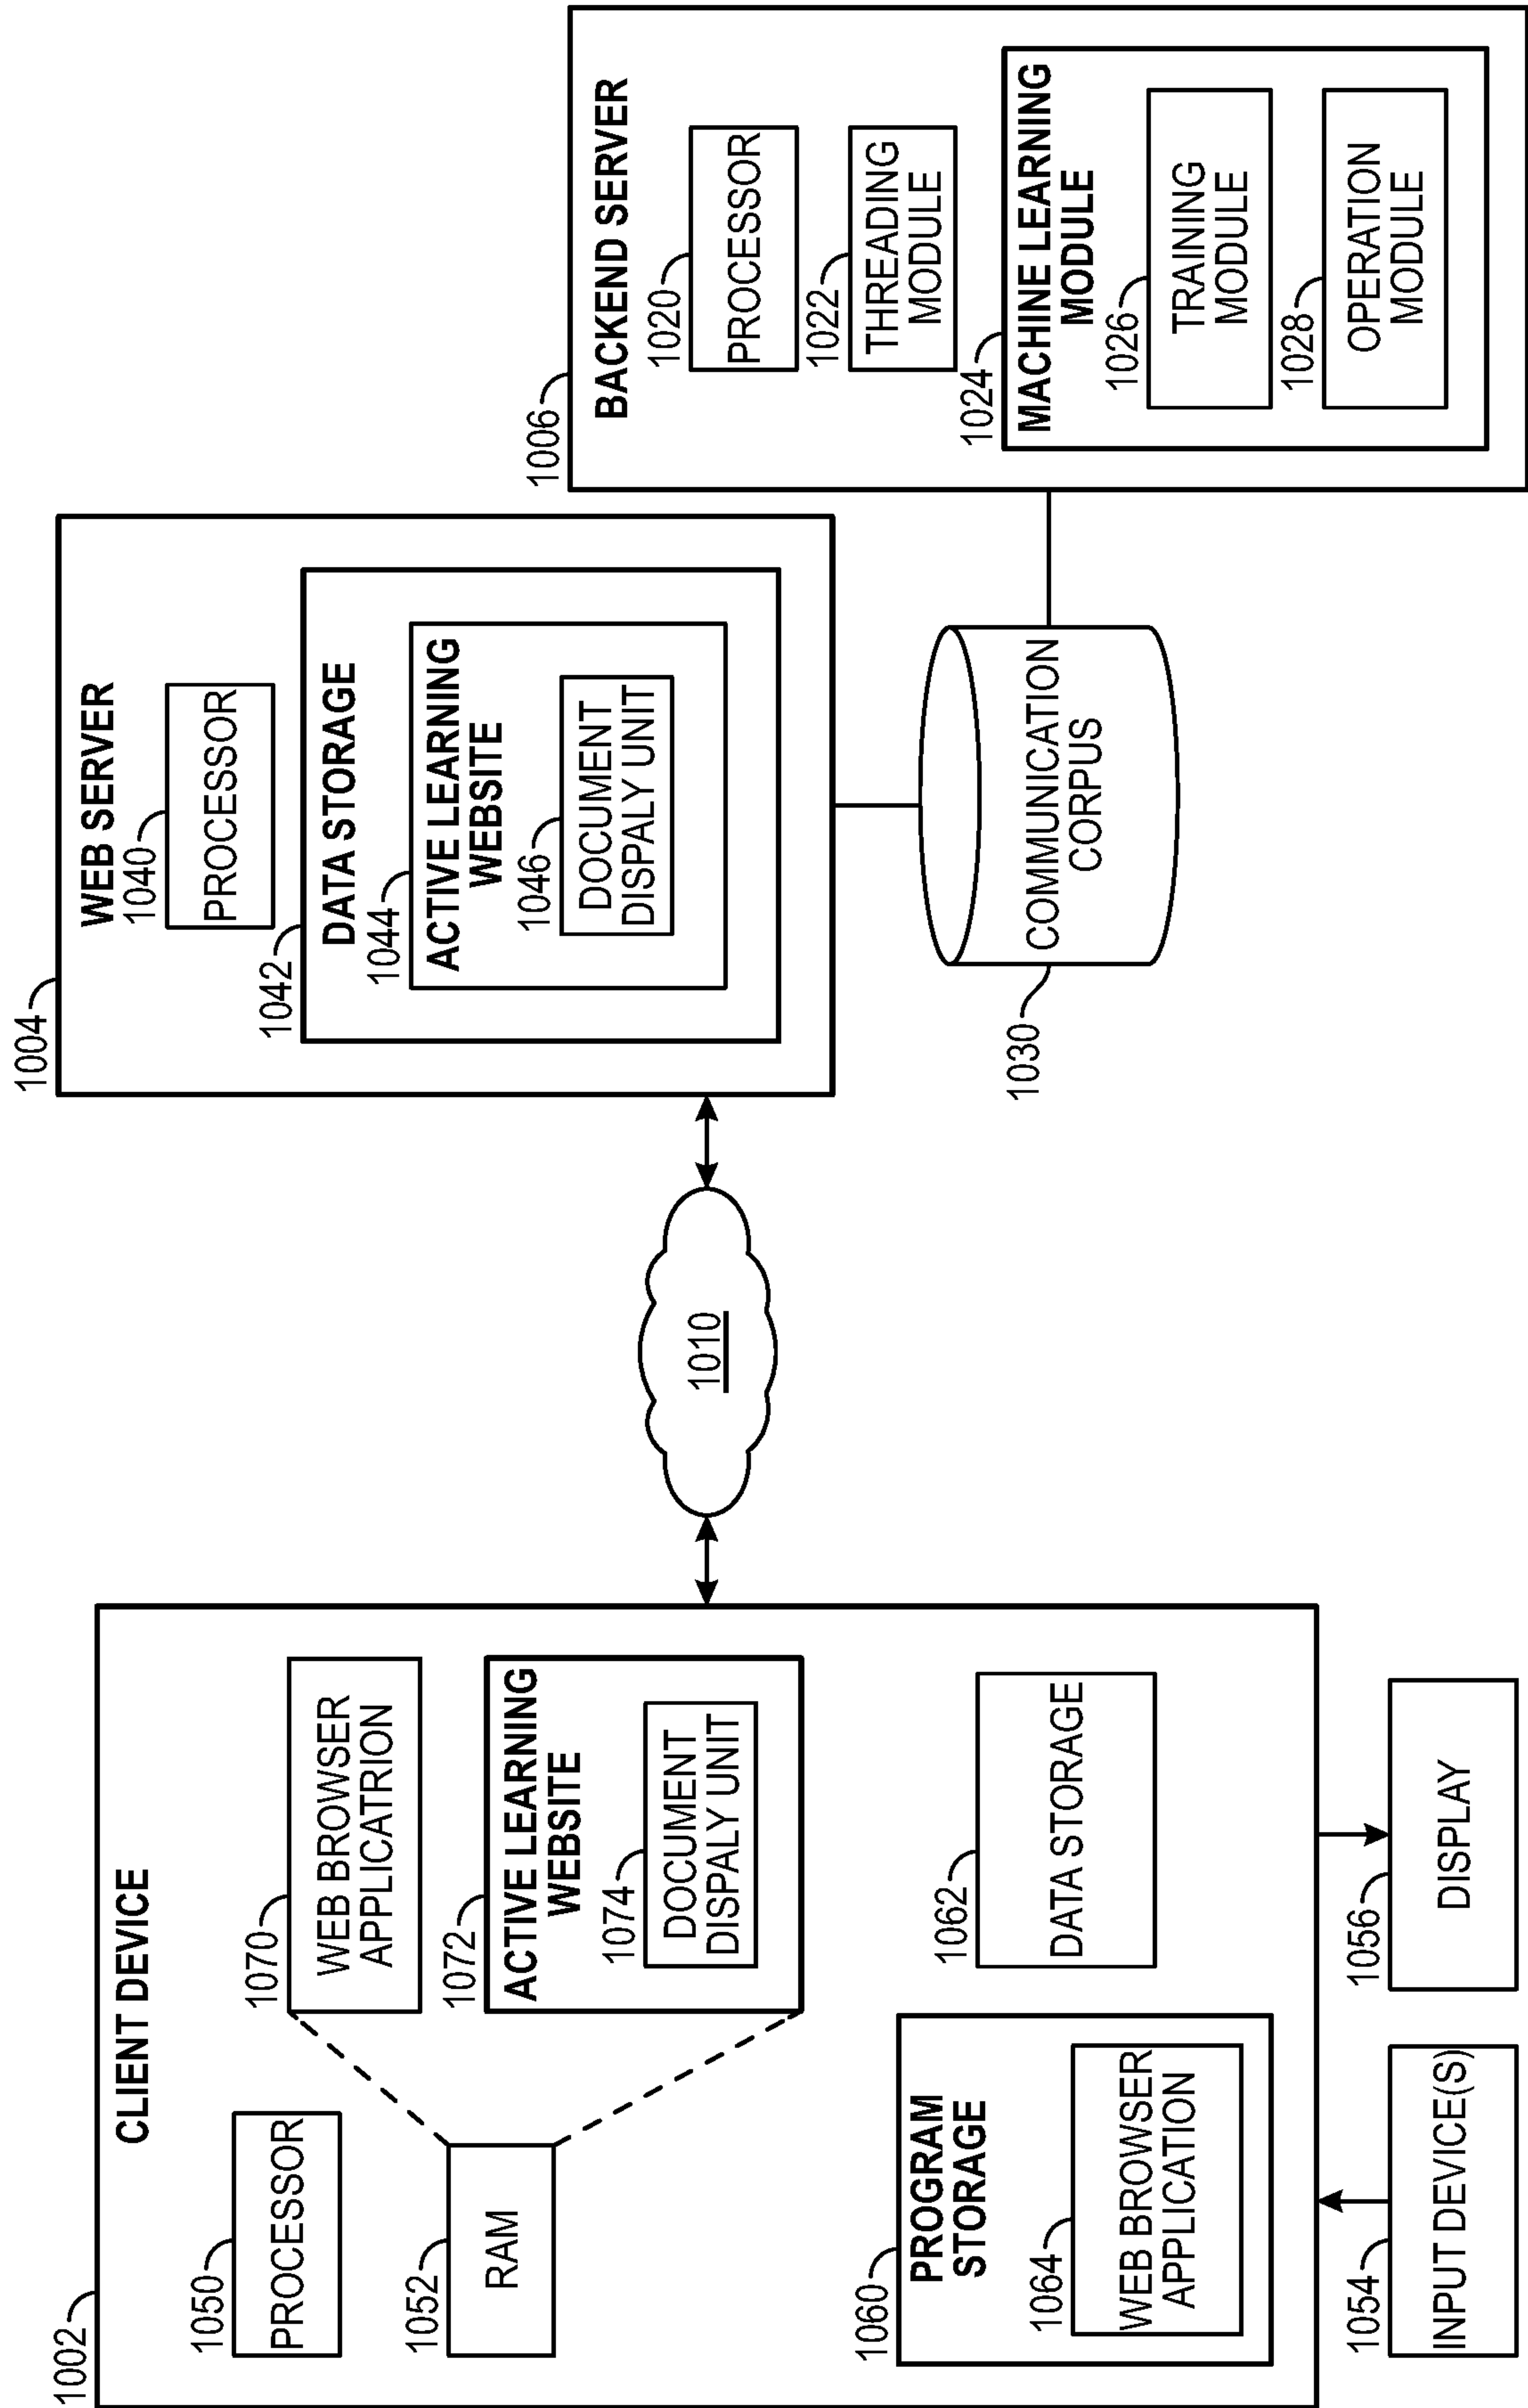 1002
CLIENT DEVICE
1050
PROCESSOR
1052
RAM
1070
WEB BROWSER
APPLICATRION
1072
ACTIVE LEARNING
WEBSITE
1074
DOCUMENT
DISPALY UNIT
1060
PROGRAM
STORAGE
1064
WEB BROWSER
APPLICATION
1062
DATA STORAGE
1054
INPUT DEVICE(S)
1056
DISPLAY
1010
1004
WEB SERVER
1040
PROCESSOR
1042
DATA STORAGE
1044
ACTIVE LEARNING
WEBSITE
1046
DOCUMENT
DISPALY UNIT
1030
COMMUNICATION
CORPUS
1006
BACKEND SERVER
1020
PROCESSOR
1022
THREADING
MODULE
1024
MACHINE LEARNING
MODULE
1026
TRAINING
MODULE
1028
OPERATION
MODULE